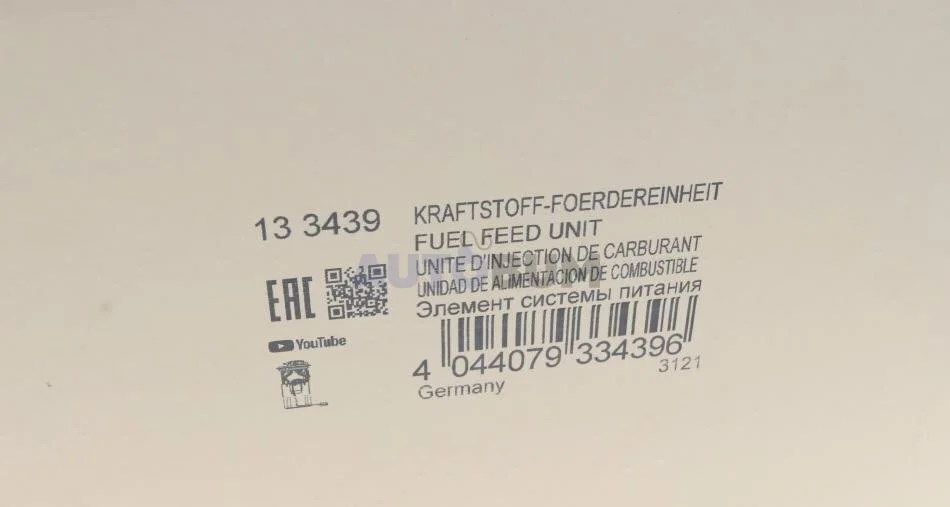 13 3439
KRAFTSTOFF-FOERDEREINHEIT
FUEL FEED UNIT
UNITE D'INJECTION DE CARBURANT
UNIDAD DE ALIMENTACION DE COMBUSTIBLE
Элемент системы питания
EAC
YouTube
4 044079 334396
3121
Germany
AUTOBUM